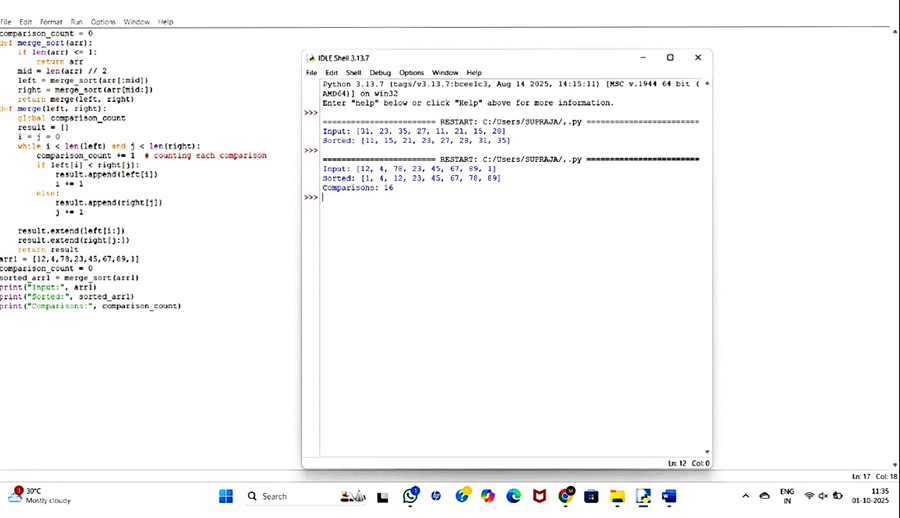 File Edit Format Run Options Window Help
comparison_count = 0
def merge_sort(arr):
    if len(arr) <= 1:
        return arr
    mid = len(arr) // 2
    left = merge_sort(arr[:mid])
    right = merge_sort(arr[mid:])
    return merge(left, right)
def merge(left, right):
    global comparison_count
    result = []
    i = j = 0
    while i < len(left) and j < len(right):
        comparison_count += 1  # counting each comparison
        if left[i] < right[j]:
            result.append(left[i])
            i += 1
        else:
            result.append(right[j])
            j += 1
    result.extend(left[i:])
    result.extend(right[j:])
    return result
arr1 = [12,4,78,23,45,67,89,1]
comparison_count = 0
sorted_arr1 = merge_sort(arr1)
print("Input:", arr1)
print("Sorted:", sorted_arr1)
print("Comparisons:", comparison_count)
Ln: 17 Col: 18
IDLE Shell 3.13.7
File Edit Shell Debug Options Window Help
Python 3.13.7 (tags/v3.13.7:bcee1c3, Aug 14 2025, 14:15:11) [MSC v.1944 64 bit (
AMD64)] on win32
Enter "help" below or click "Help" above for more information.
>>>
======================== RESTART: C:/Users/SUPRAJA/,.py ========================
Input: [31, 23, 35, 27, 11, 21, 15, 28]
Sorted: [11, 15, 21, 23, 27, 28, 31, 35]
>>>
======================== RESTART: C:/Users/SUPRAJA/,.py ========================
Input: [12, 4, 78, 23, 45, 67, 89, 1]
Sorted: [1, 4, 12, 23, 45, 67, 78, 89]
Comparisons: 16
>>>
Ln: 12 Col: 0
30°C
Mostly cloudy
Search
ENG
IN
11:35
01-10-2025